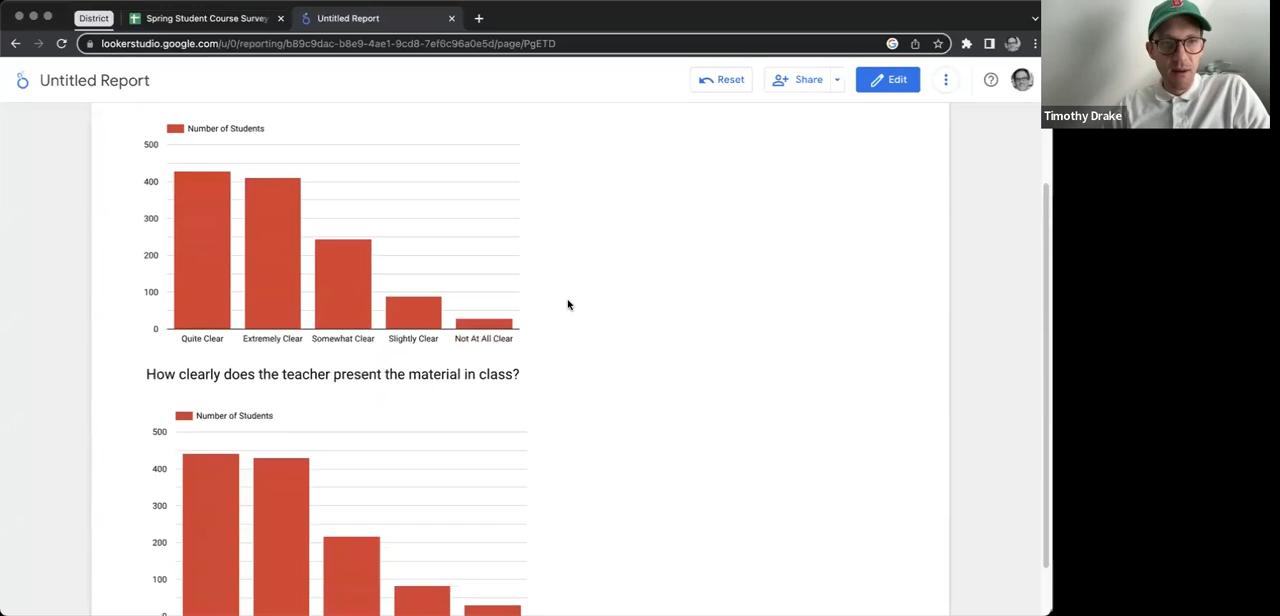 District
Spring Student Course Survey
Untitled Report
lookerstudio.google.com/u/0/reporting/b89c9dac-b8e9-4ae1-9cd8-7ef6c96a0e5d/page/PgETD
Timothy Drake
Untitled Report
Reset
Share
Edit
Number of Students
500
400
300
200
100
0
Quite Clear Extremely Clear Somewhat Clear Slightly Clear Not At All Clear
How clearly does the teacher present the material in class?
Number of Students
500
400
300
200
100